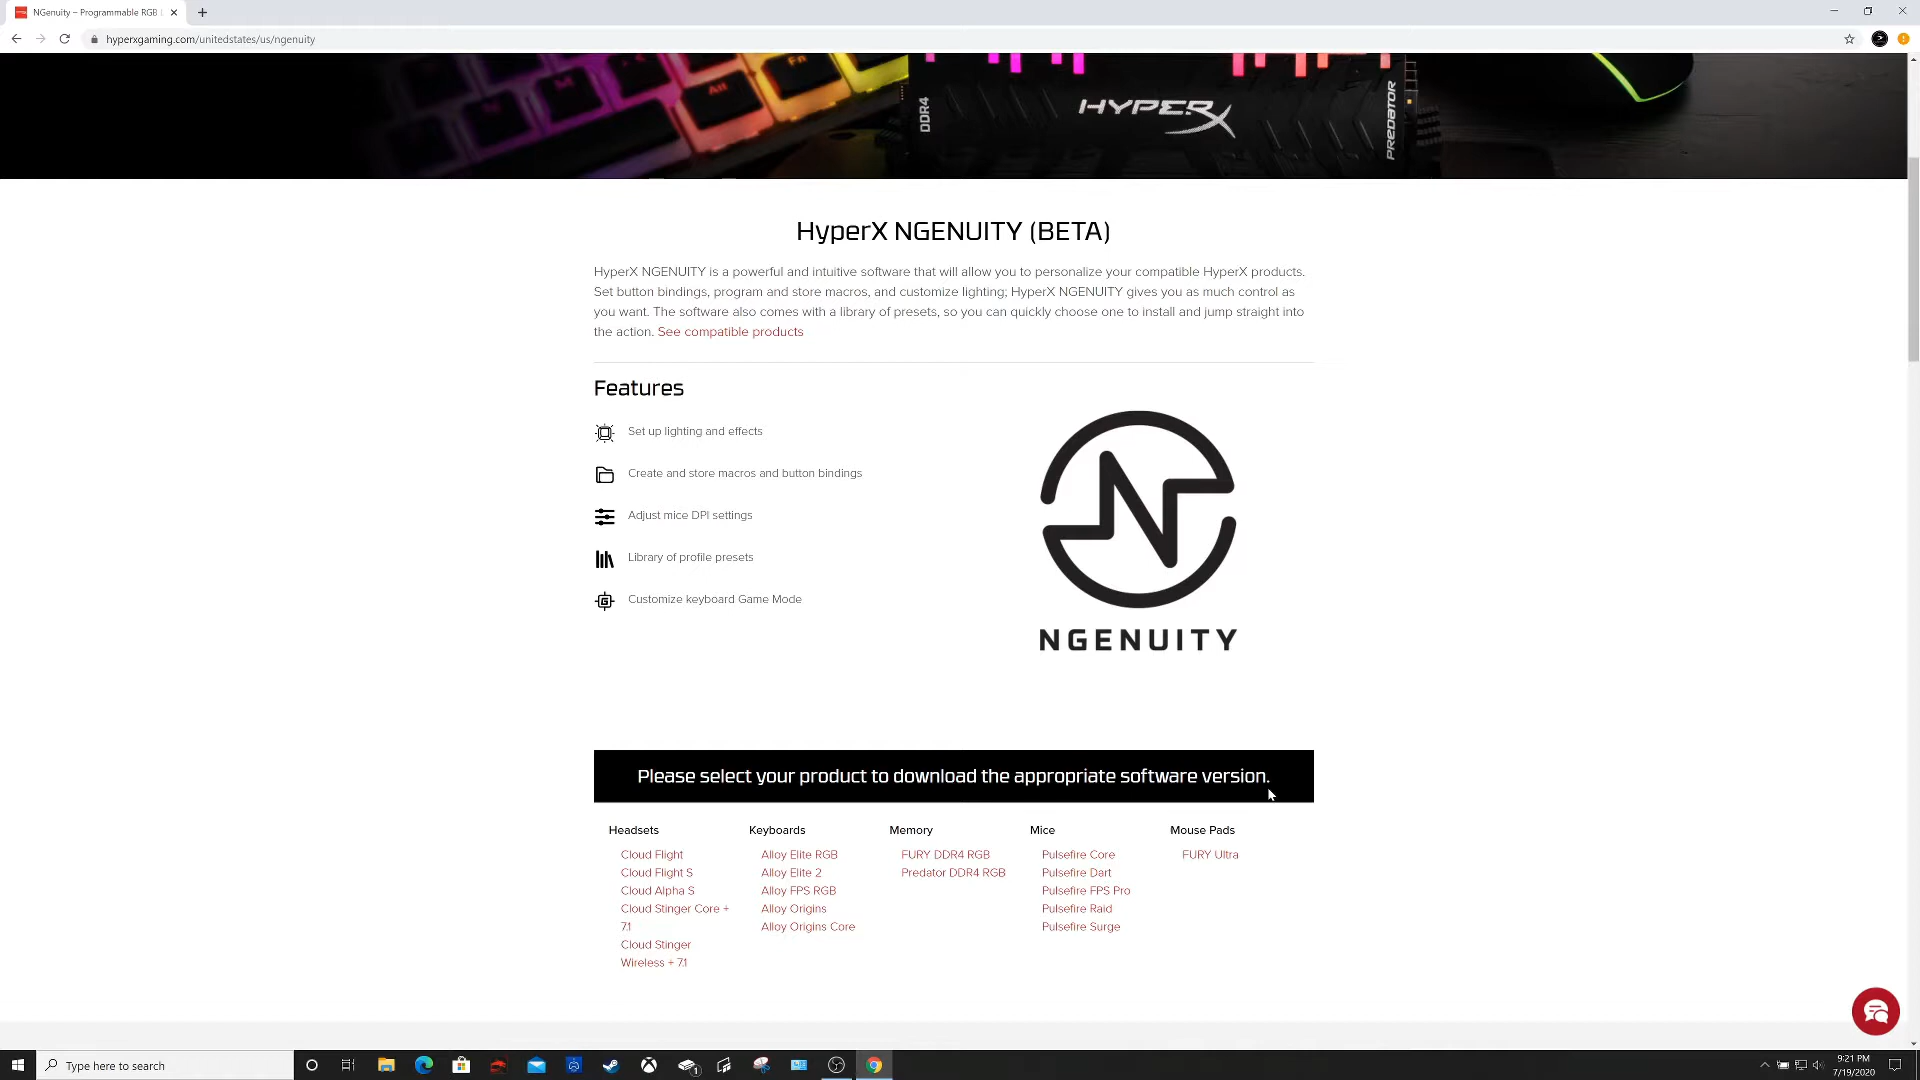 NGenuity – Programmable RGB
hyperxgaming.com/unitedstates/us/ngenuity
Alt
Fn
DDR4
HYPERX
PREDATOR
HyperX NGENUITY (BETA)
HyperX NGENUITY is a powerful and intuitive software that will allow you to personalize your compatible HyperX products.
Set button bindings, program and store macros, and customize lighting; HyperX NGENUITY gives you as much control as
you want. The software also comes with a library of presets, so you can quickly choose one to install and jump straight into
the action. See compatible products
Features
Set up lighting and effects
Create and store macros and button bindings
Adjust mice DPI settings
Library of profile presets
Customize keyboard Game Mode
N
NGENUITY
Please select your product to download the appropriate software version.
Headsets
Cloud Flight
Cloud Flight S
Cloud Alpha S
Cloud Stinger Core +
7.1
Cloud Stinger
Wireless + 7.1
Keyboards
Alloy Elite RGB
Alloy Elite 2
Alloy FPS RGB
Alloy Origins
Alloy Origins Core
Memory
FURY DDR4 RGB
Predator DDR4 RGB
Mice
Pulsefire Core
Pulsefire Dart
Pulsefire FPS Pro
Pulsefire Raid
Pulsefire Surge
Mouse Pads
FURY Ultra
Type here to search
1
9:21 PM
7/19/2020